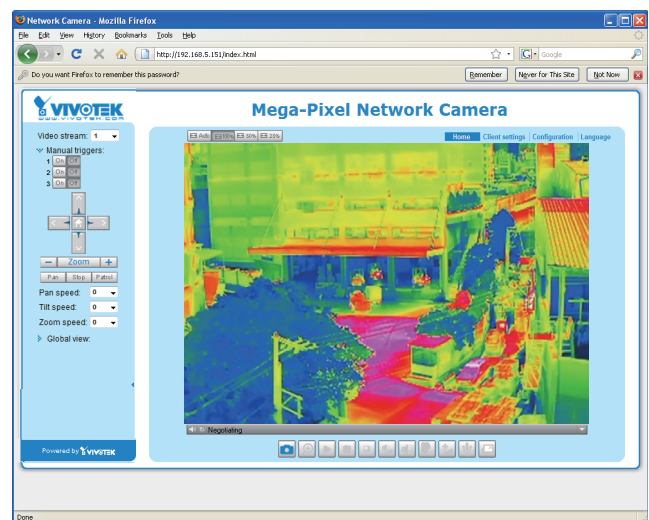 Network Camera - Mozilla Firefox
File Edit View History Bookmarks Tools Help
http://192.168.5.151/index.html
Google
Do you want Firefox to remember this password?
Remember Never for This Site Not Now
VIVOTEK
WWW.VIVOTEK.COM
Mega-Pixel Network Camera
Video stream: 1
Auto 100% 50% 25%
Home Client settings Configuration Language
Manual triggers:
1 On Off
2 On Off
3 On Off
Zoom
Pan Stop Patrol
Pan speed: 0
Tilt speed: 0
Zoom speed: 0
Global view:
Negotiating
Powered by VIVOTEK
Done